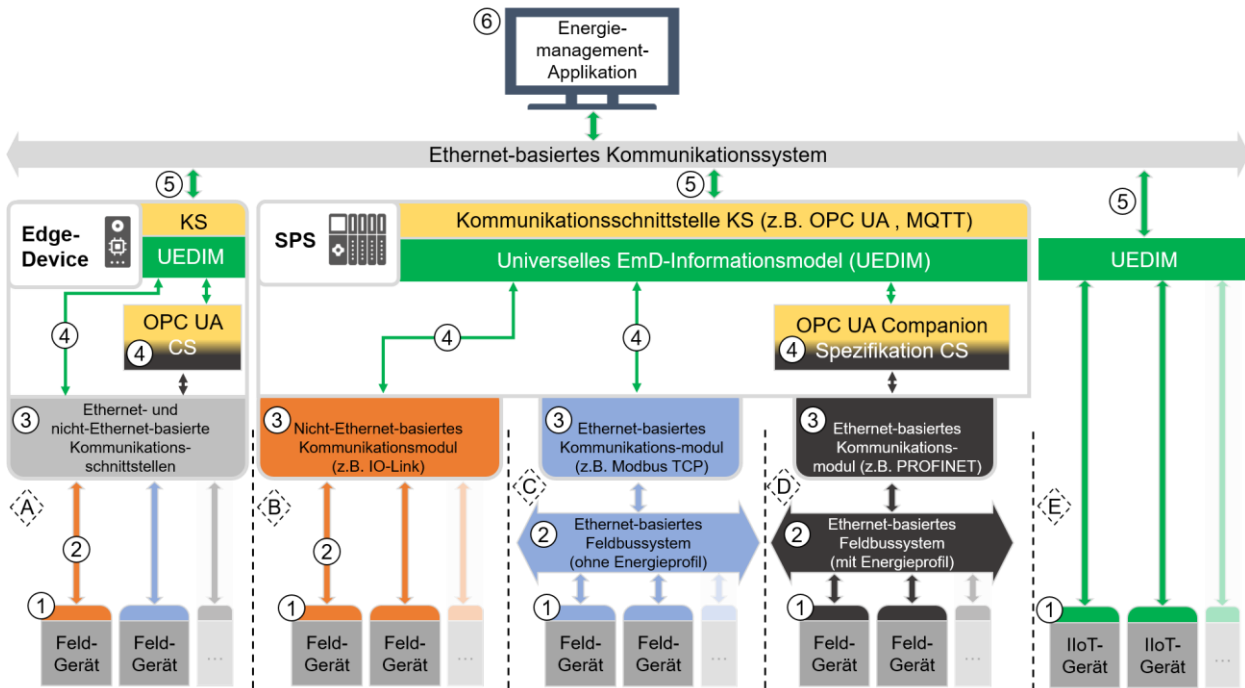 6
Energie-
management-
Applikation
Ethernet-basiertes Kommunikationssystem
5
5
5
Edge-
Device
KS
UEDIM
4
OPC UA
4
CS
3
Ethernet- und
nicht-Ethernet-basierte
Kommunikations-
schnittstellen
SPS
Kommunikationsschnittstelle KS (z.B. OPC UA , MQTT)
Universelles EmD-Informationsmodel (UEDIM)
4
4
OPC UA Companion
4
Spezifikation CS
3
Nicht-Ethernet-basiertes
Kommunikationsmodul
(z.B. IO-Link)
3
Ethernet-basiertes
Kommunikations-modul
(z.B. Modbus TCP)
3
Ethernet-basiertes
Kommunikations-
modul (z.B. PROFINET)
UEDIM
A
B
C
D
E
2
2
2
Ethernet-basiertes
Feldbussystem
(ohne Energieprofil)
2
Ethernet-basiertes
Feldbussystem
(mit Energieprofil)
1
Feld-
Gerät
Feld-
Gerät
...
1
Feld-
Gerät
Feld-
Gerät
...
1
Feld-
Gerät
Feld-
Gerät
...
1
Feld-
Gerät
Feld-
Gerät
...
1
IIoT-
Gerät
IIoT-
Gerät
...